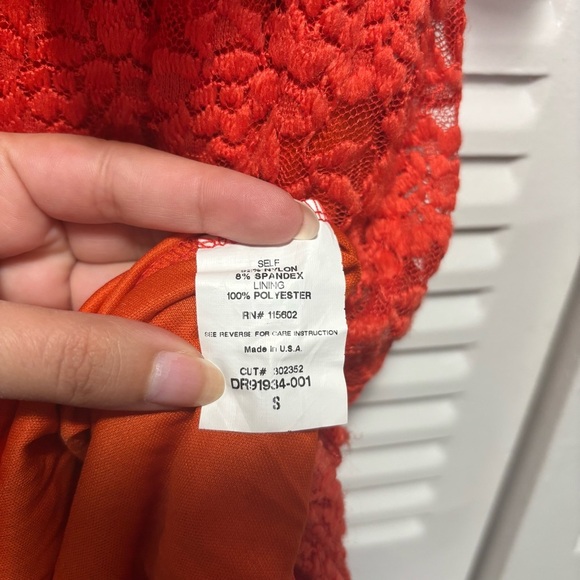 SELF
NYLON
8% SPANDEX
LINING
100% POLYESTER
RN# 115602
SEE REVERSE FOR CARE INSTRUCTION
Made in U.S.A.
CUT# 302352
DR91934-001
S